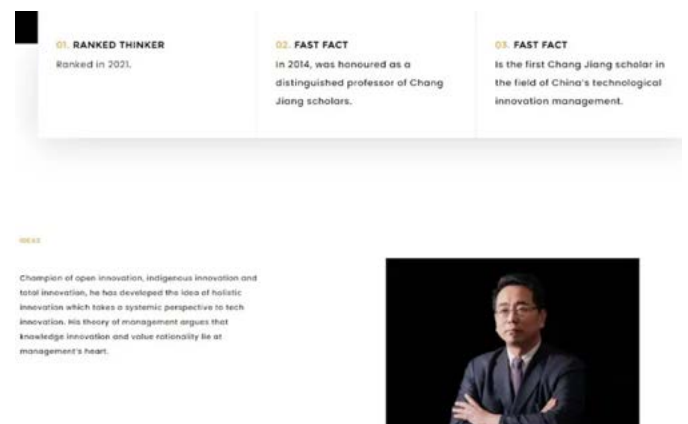 01. RANKED THINKER
Ranked in 2021.
02. FAST FACT
In 2014, was honoured as a
distinguished professor of Chang
Jiang scholars.
03. FAST FACT
Is the first Chang Jiang scholar in
the field of China's technological
innovation management.
IDEAS
Champion of open innovation, indigenous innovation and
total innovation, he has developed the idea of holistic
innovation which takes a systemic perspective to tech
innovation. His theory of management argues that
knowledge innovation and value rationality lie at
management's heart.